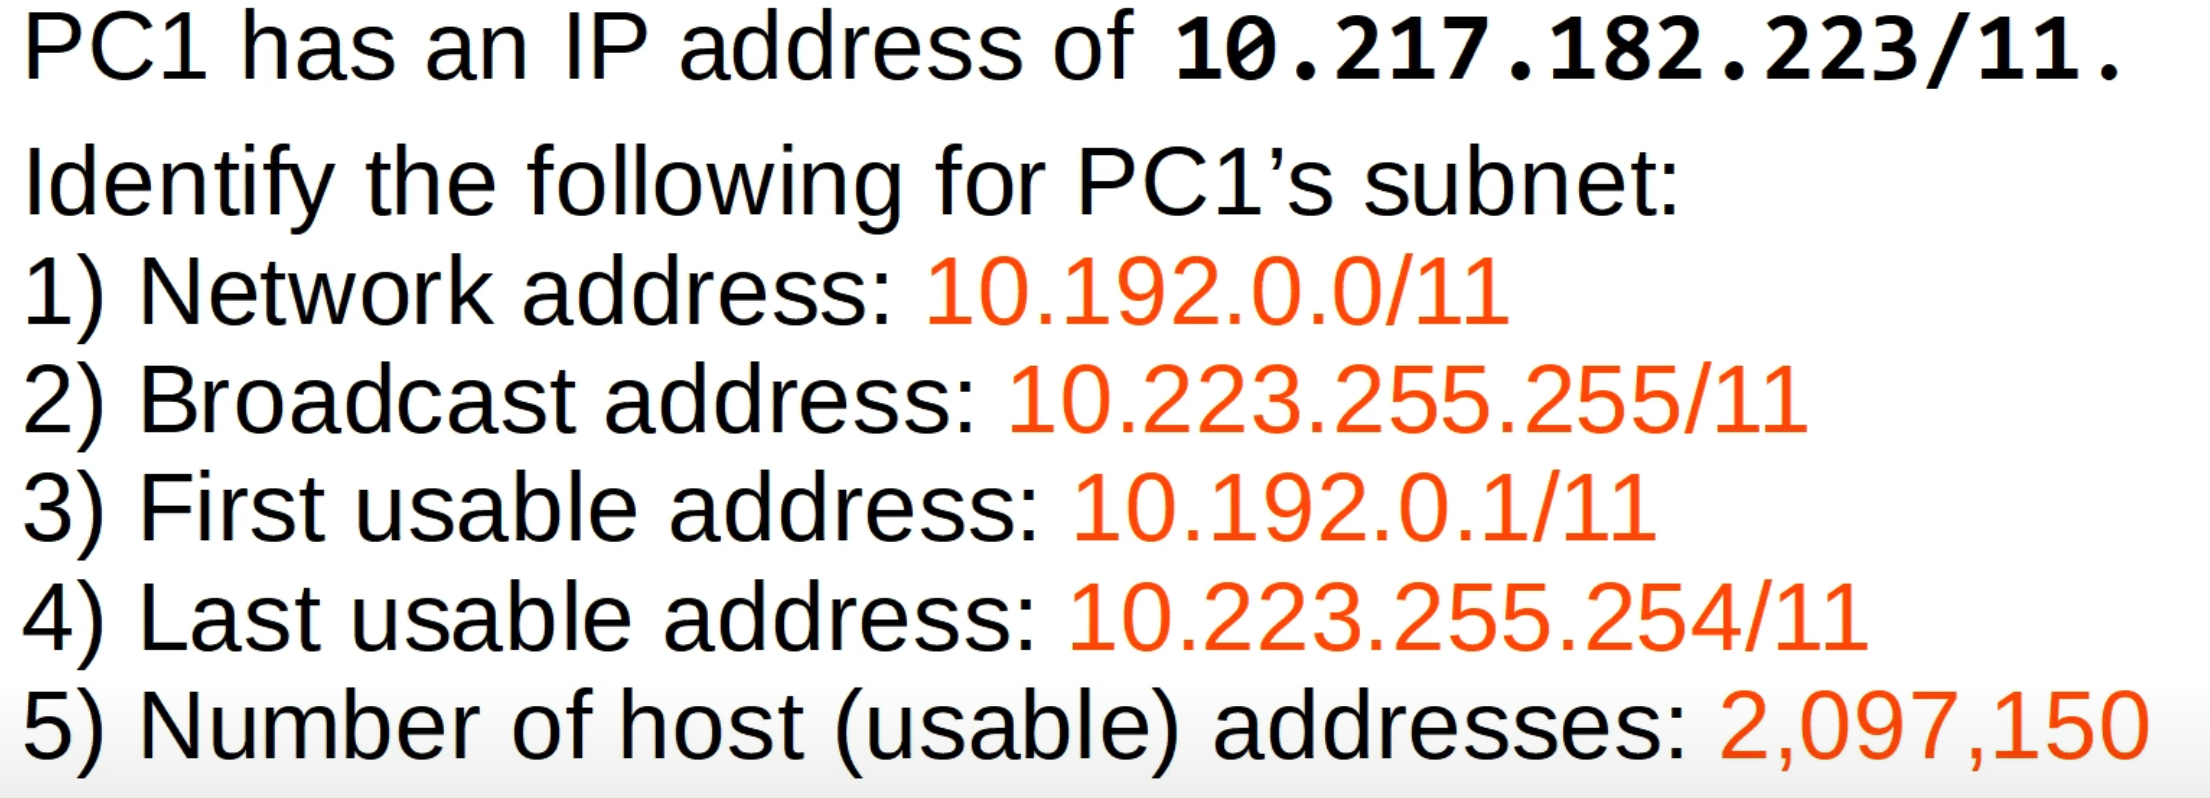 PC1 has an IP address of 10.217.182.223/11.
Identify the following for PC1’s subnet:
1) Network address: 10.192.0.0/11
2) Broadcast address: 10.223.255.255/11
3) First usable address: 10.192.0.1/11
4) Last usable address: 10.223.255.254/11
5) Number of host (usable) addresses: 2,097,150